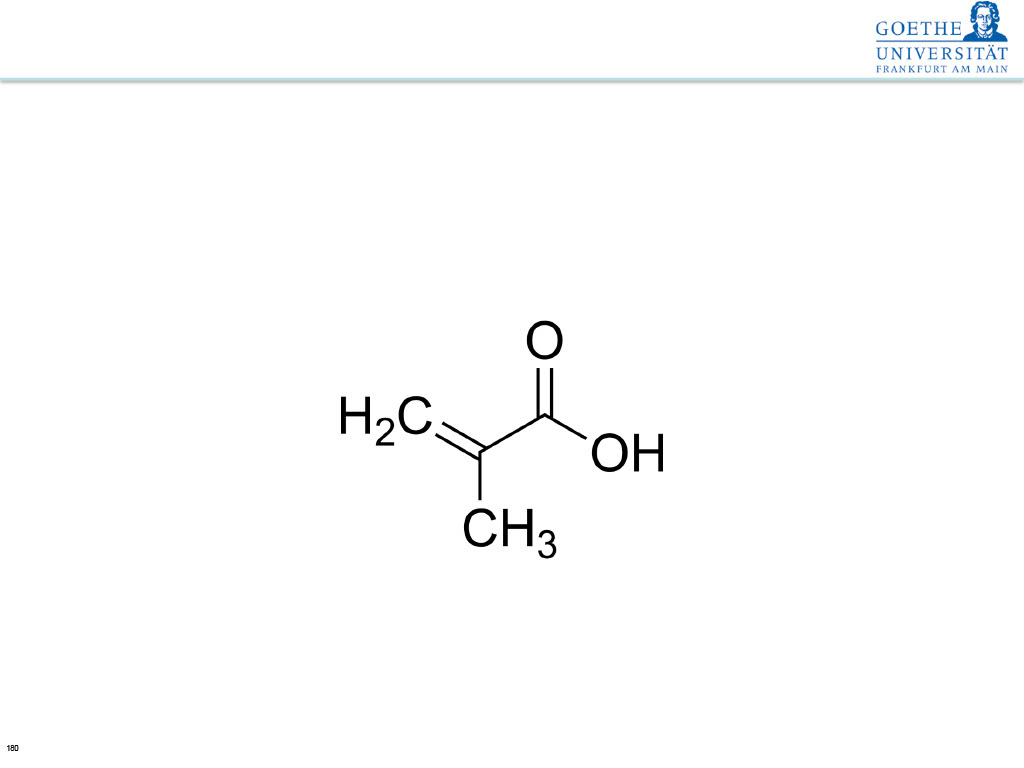 GOETHE
UNIVERSITÄT
FRANKFURT AM MAIN
O
H₂C
OH
CH₃
180